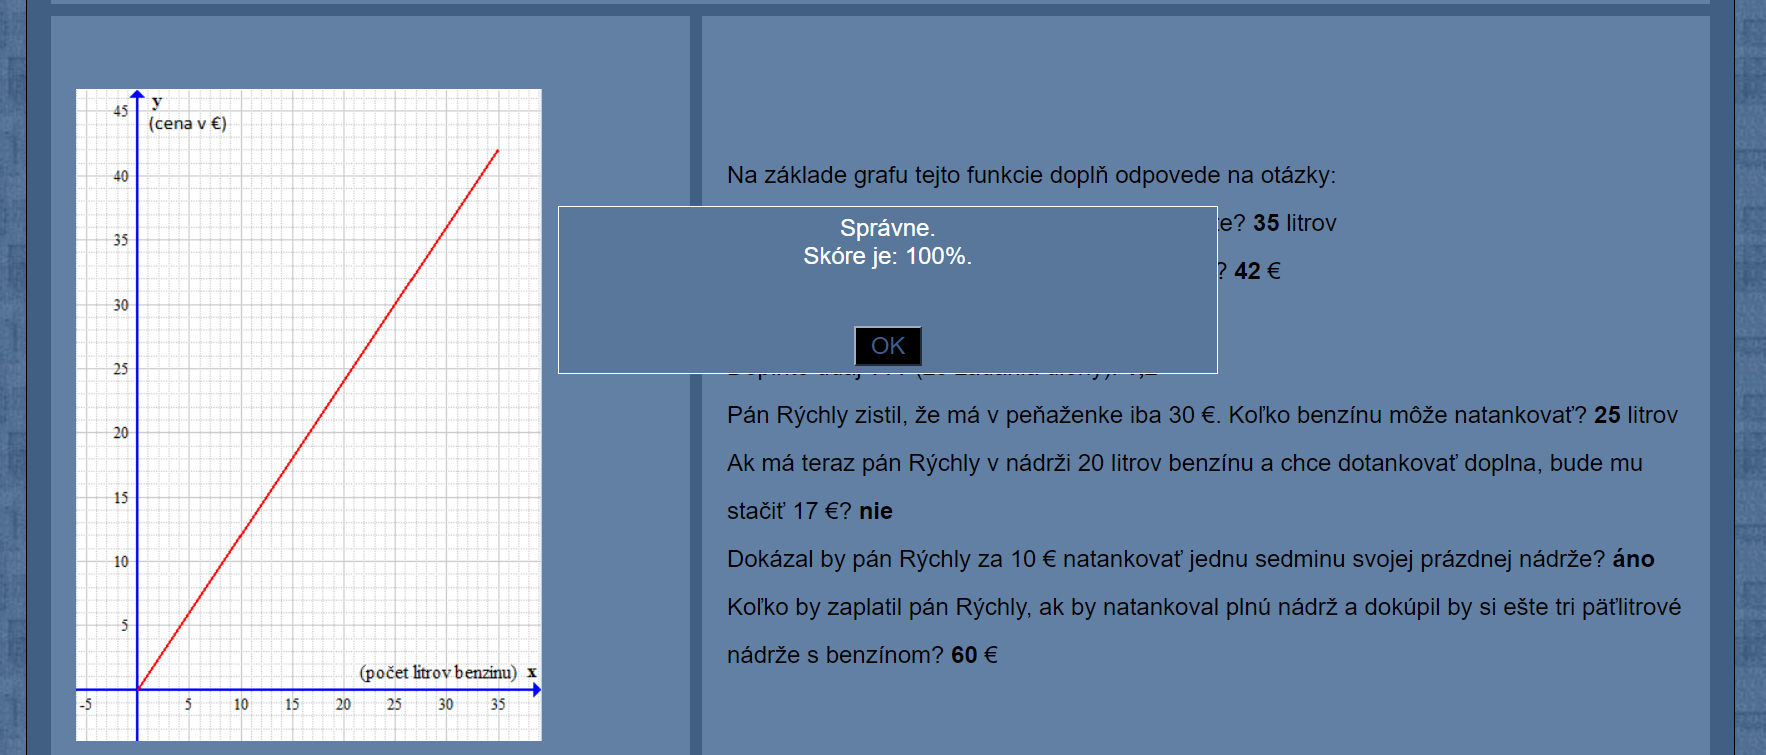 y
(cena v €)
45
40
35
30
25
20
15
10
5
(počet litrov benzinu) x
-5 5 10 15 20 25 30 35
Na základe grafu tejto funkcie doplň odpovede na otázky:
35 litrov
? 42 €
Správne.
Skóre je: 100%.
OK
Pán Rýchly zistil, že má v peňaženke iba 30 €. Koľko benzínu môže natankovať? 25 litrov
Ak má teraz pán Rýchly v nádrži 20 litrov benzínu a chce dotankovať doplna, bude mu
stačiť 17 €? nie
Dokázal by pán Rýchly za 10 € natankovať jednu sedminu svojej prázdnej nádrže? áno
Koľko by zaplatil pán Rýchly, ak by natankoval plnú nádrž a dokúpil by si ešte tri päťlitrové
nádrže s benzínom? 60 €